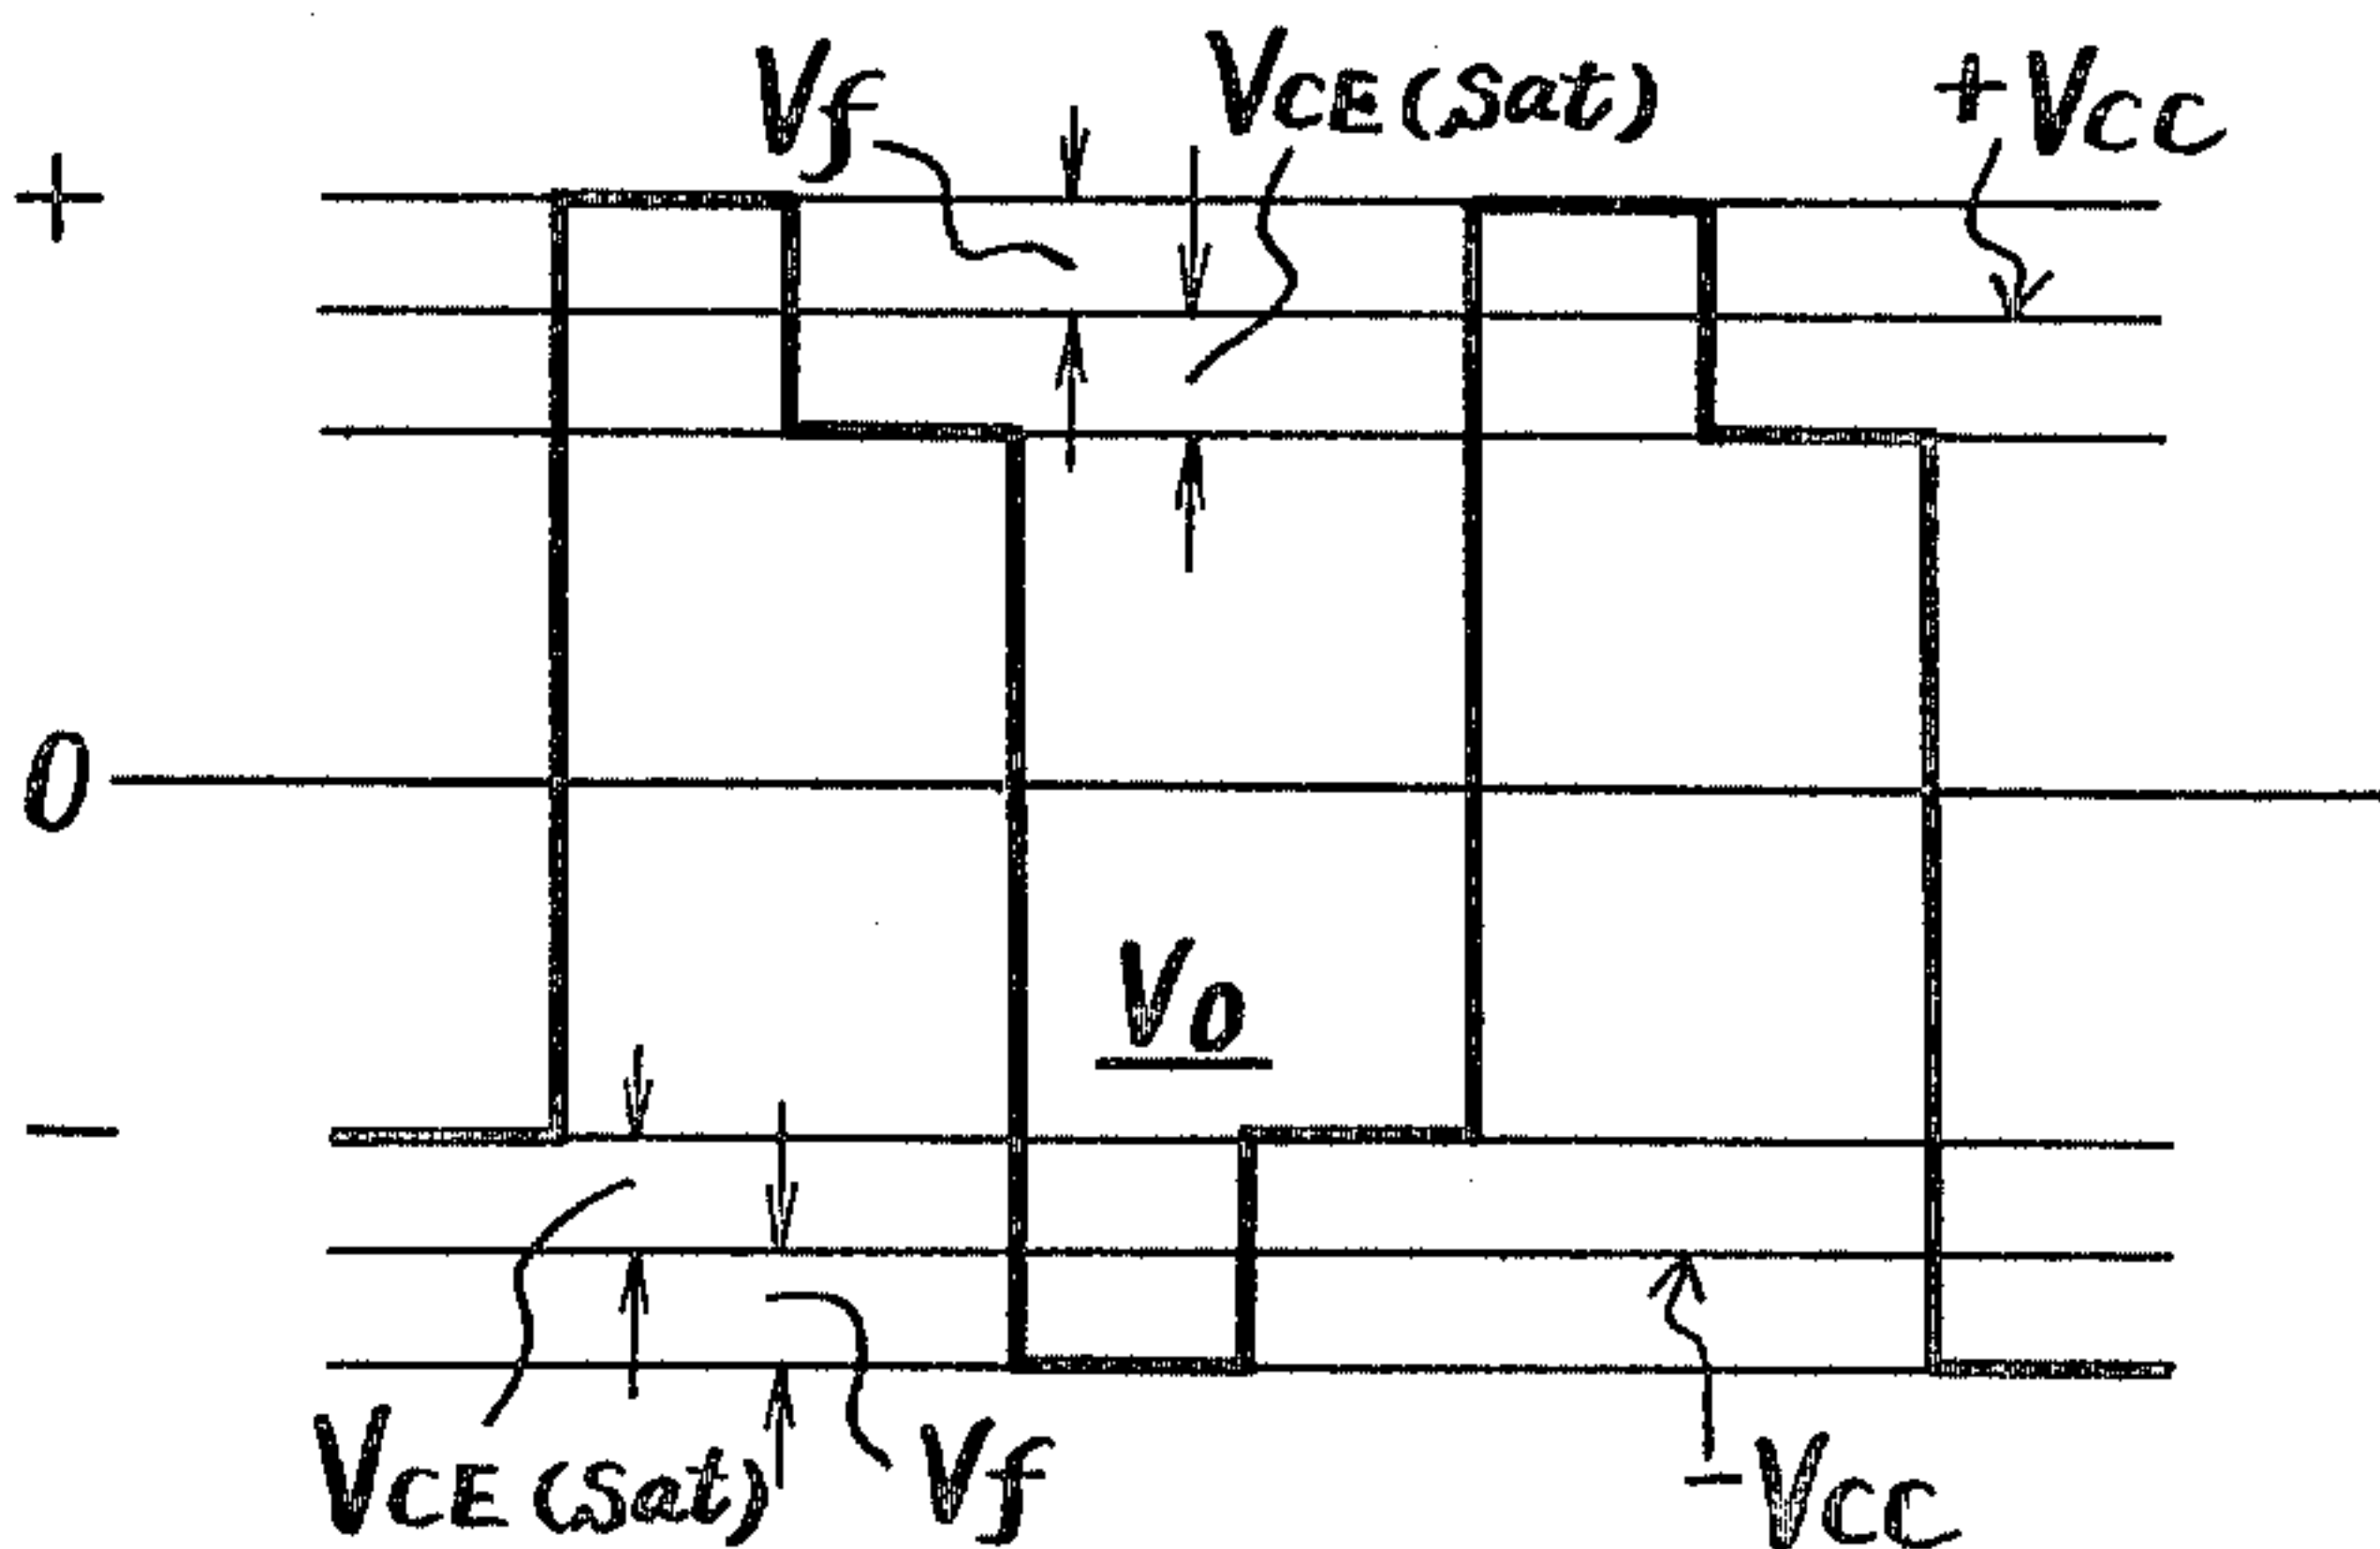 Vf VCE (sat) +VCC
+
0
Vo
−
VCE (sat) Vf −VCC